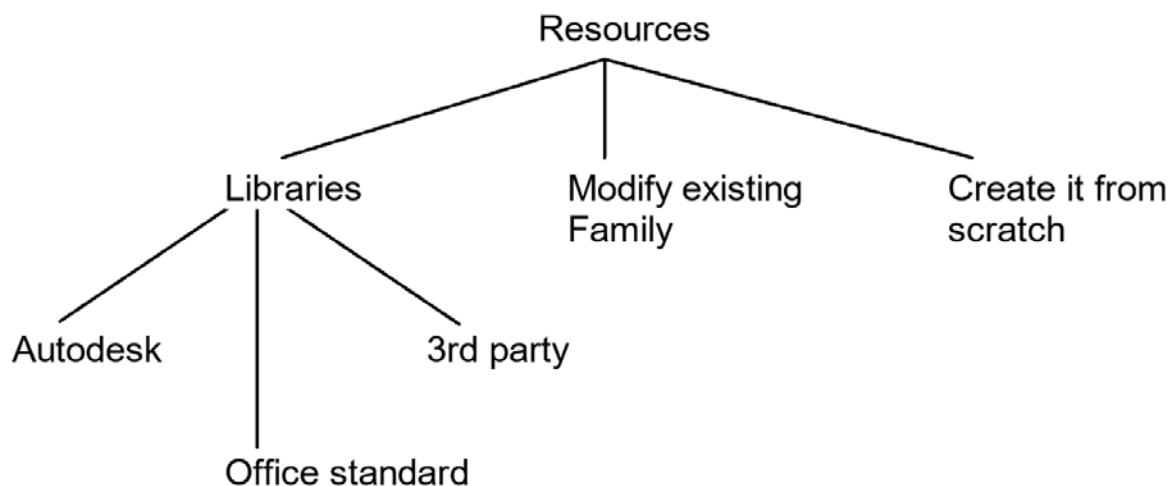 Resources
Libraries
Modify existing
Family
Create it from
scratch
Autodesk
3rd party
Office standard